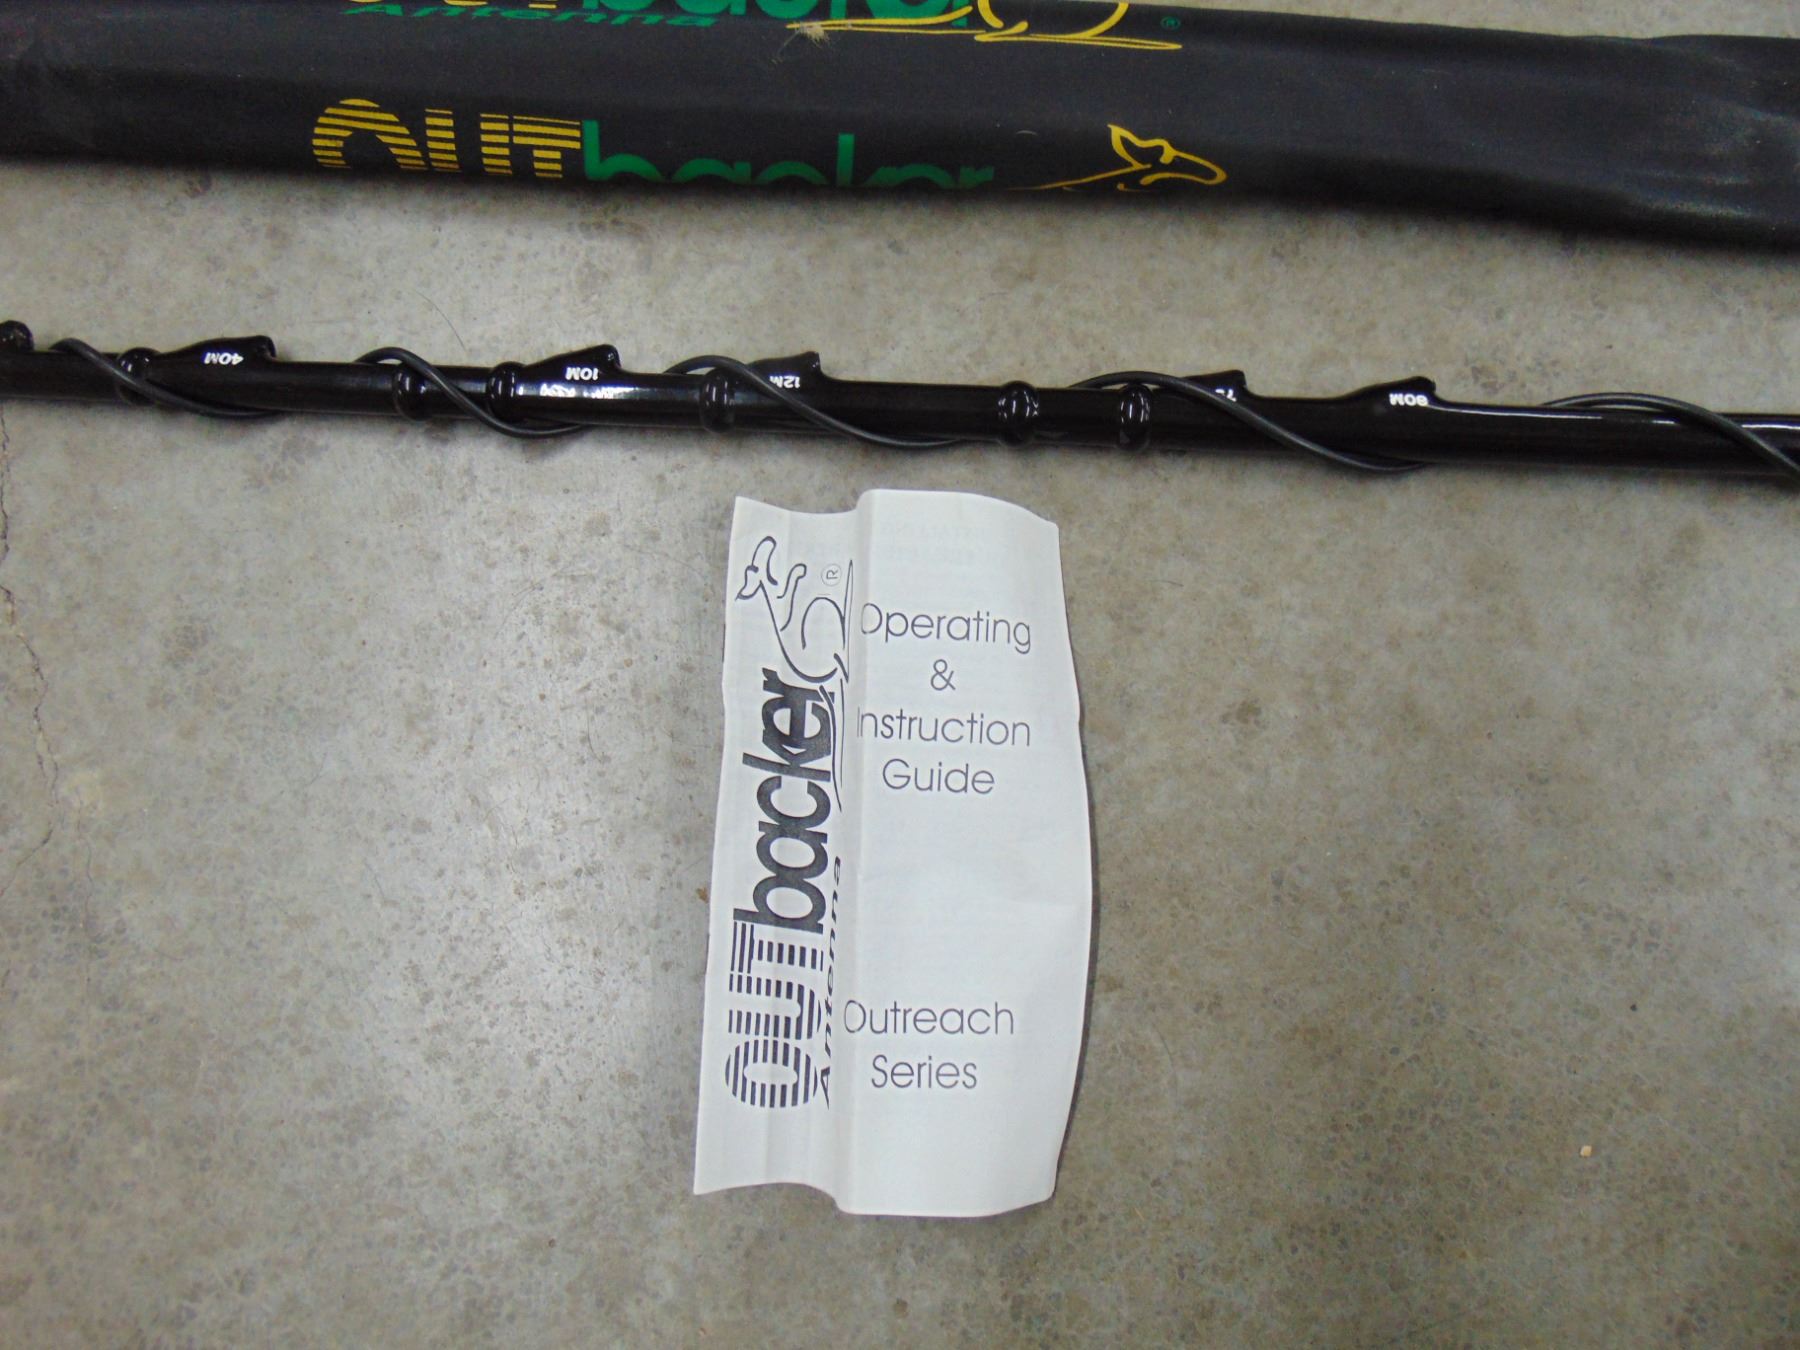 Antenna
®
OUTbacker
40M
10M
12M
80M
®
OUTbacker
Antenna
Operating
&
Instruction
Guide
Outreach
Series